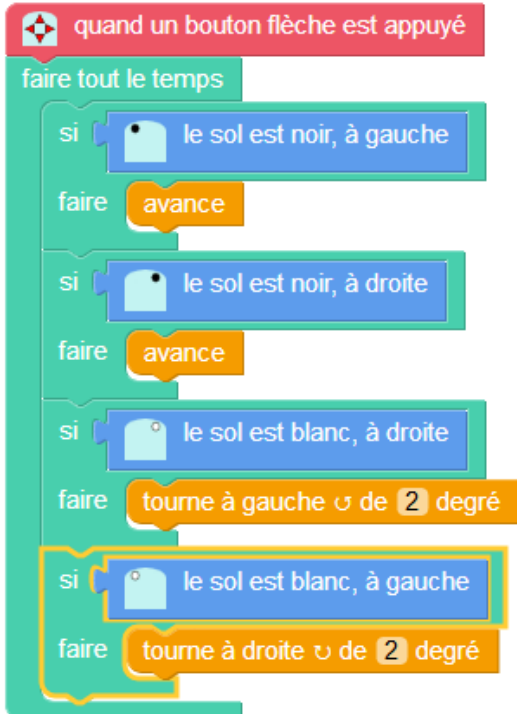 quand un bouton flèche est appuyé
faire tout le temps
si le sol est noir, à gauche
faire avance
si le sol est noir, à droite
faire avance
si le sol est blanc, à droite
faire tourne à gauche ↺ de 2 degré
si le sol est blanc, à gauche
faire tourne à droite ↻ de 2 degré